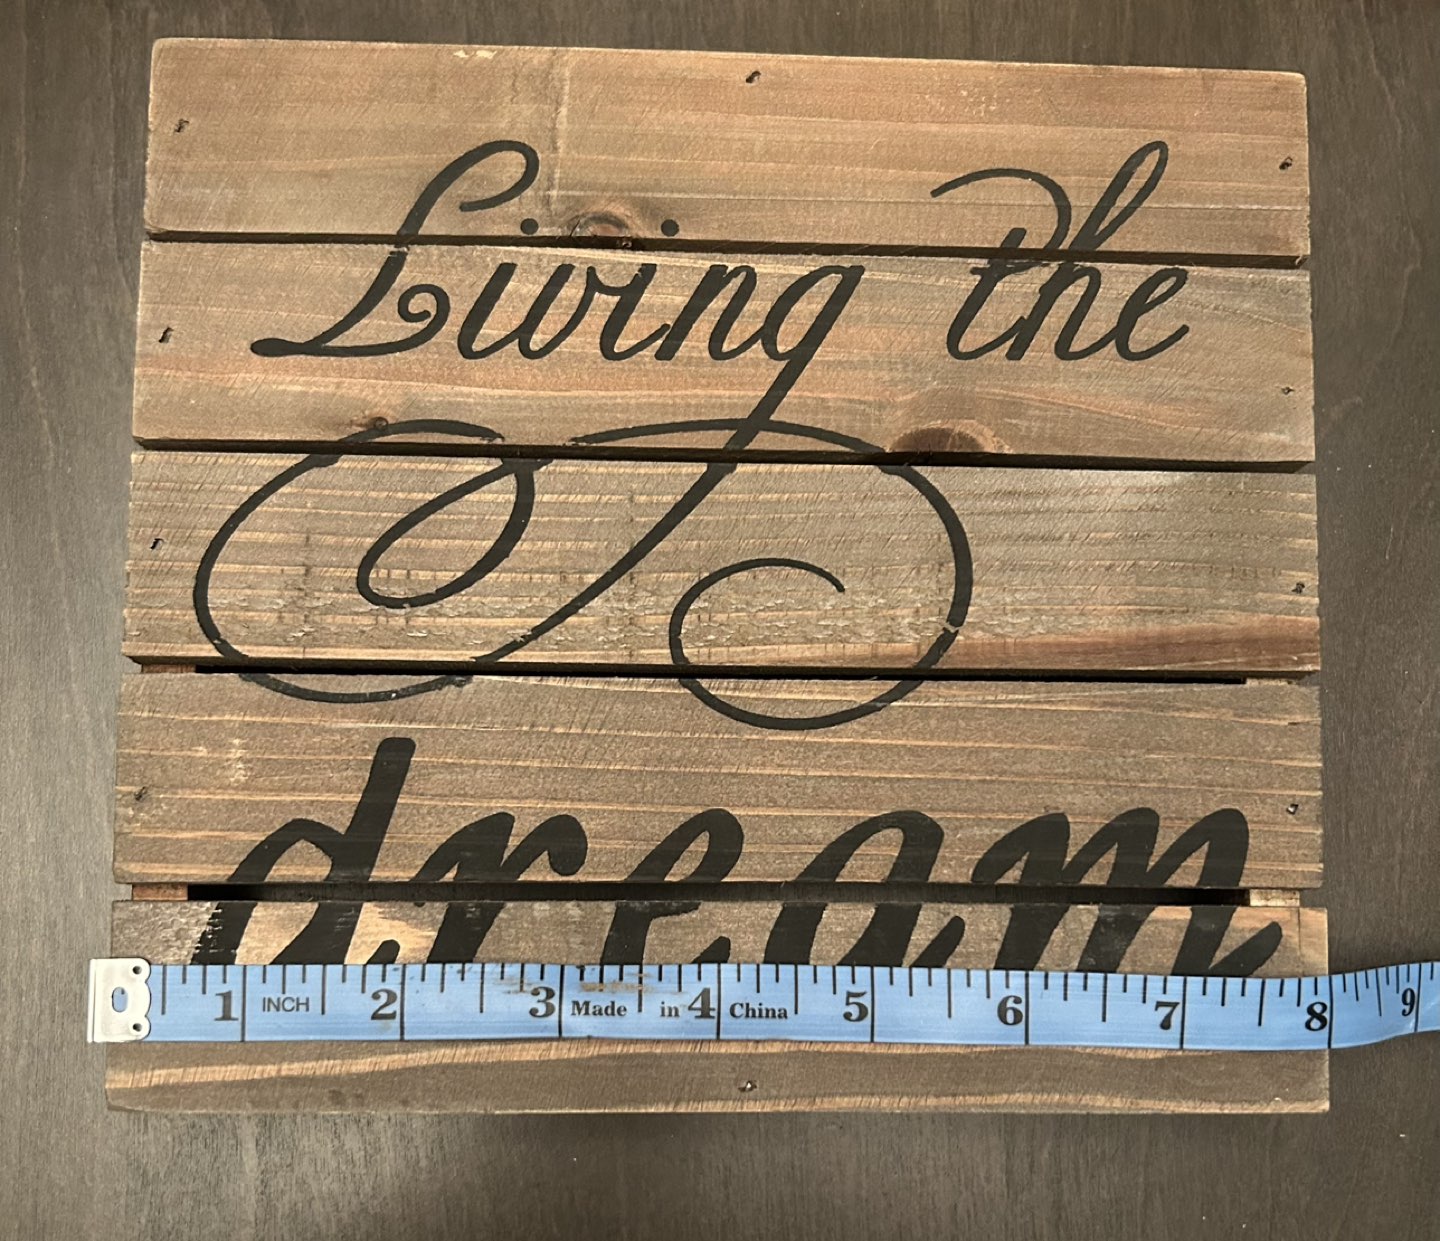 Living the
dream
1 INCH 2 3 Made in 4 China 5 6 7 8 9